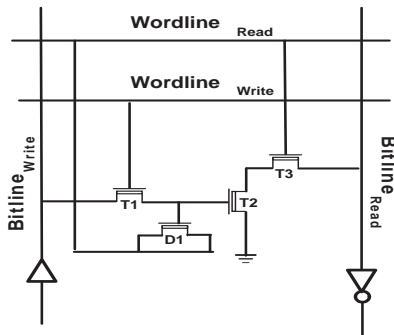 Wordline Read
Wordline Write
Bitline Write
T1
T2
T3
D1
Bitline Read